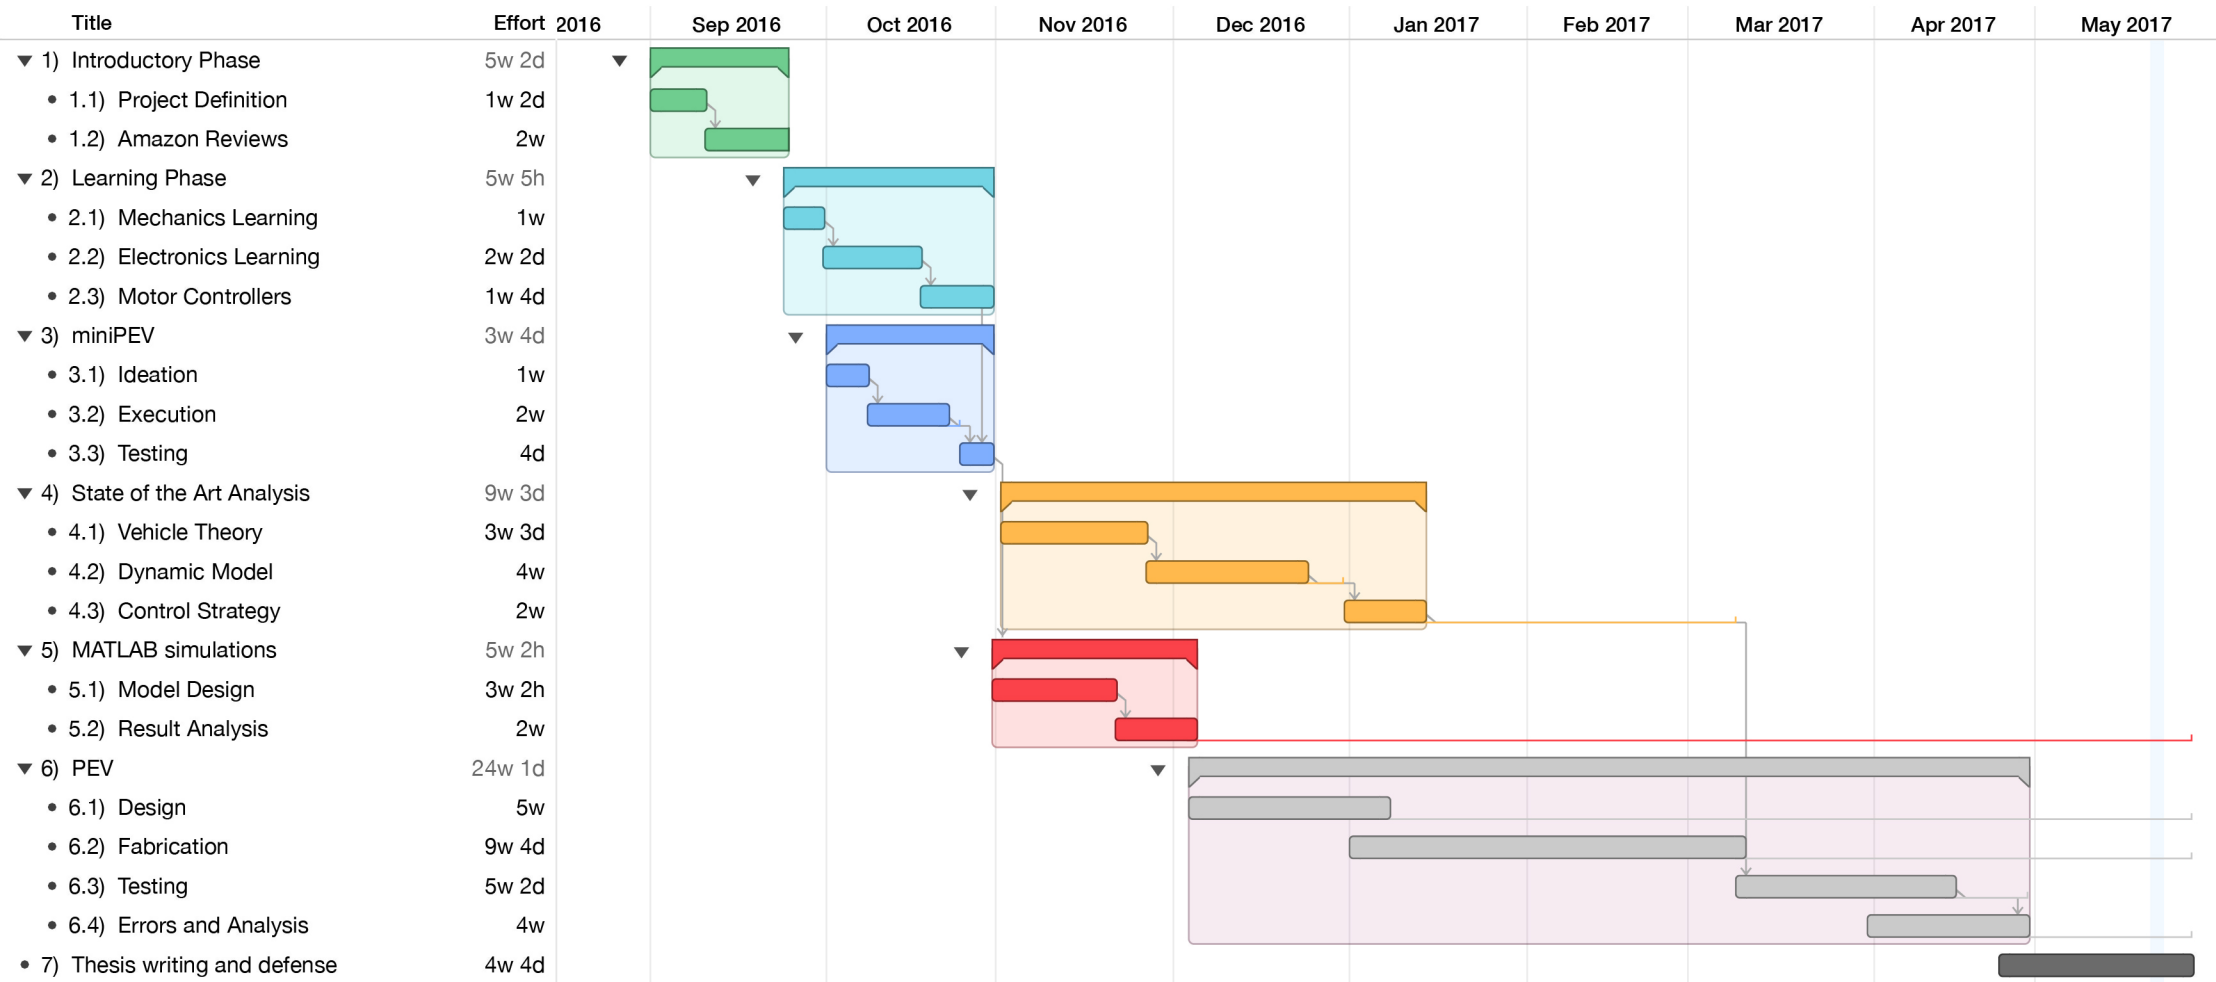 Title Effort 2016 Sep 2016 Oct 2016 Nov 2016 Dec 2016 Jan 2017 Feb 2017 Mar 2017 Apr 2017 May 2017
1) Introductory Phase 5w 2d
1.1) Project Definition 1w 2d
1.2) Amazon Reviews 2w
2) Learning Phase 5w 5h
2.1) Mechanics Learning 1w
2.2) Electronics Learning 2w 2d
2.3) Motor Controllers 1w 4d
3) miniPEV 3w 4d
3.1) Ideation 1w
3.2) Execution 2w
3.3) Testing 4d
4) State of the Art Analysis 9w 3d
4.1) Vehicle Theory 3w 3d
4.2) Dynamic Model 4w
4.3) Control Strategy 2w
5) MATLAB simulations 5w 2h
5.1) Model Design 3w 2h
5.2) Result Analysis 2w
6) PEV 24w 1d
6.1) Design 5w
6.2) Fabrication 9w 4d
6.3) Testing 5w 2d
6.4) Errors and Analysis 4w
7) Thesis writing and defense 4w 4d